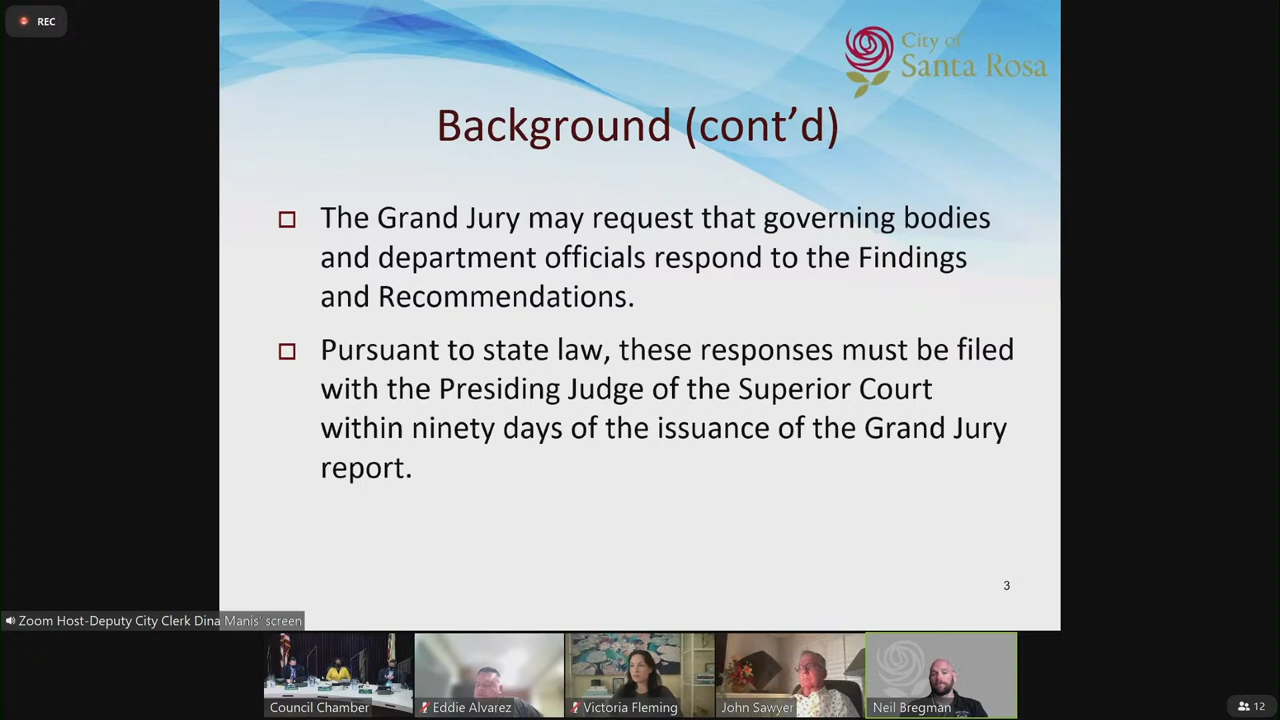 REC
City of
Santa Rosa
Background (cont’d)
The Grand Jury may request that governing bodies
and department officials respond to the Findings
and Recommendations.
Pursuant to state law, these responses must be filed
with the Presiding Judge of the Superior Court
within ninety days of the issuance of the Grand Jury
report.
3
Zoom Host-Deputy City Clerk Dina Manis' screen
Council Chamber
Eddie Alvarez
Victoria Fleming
John Sawyer
Neil Bregman
12